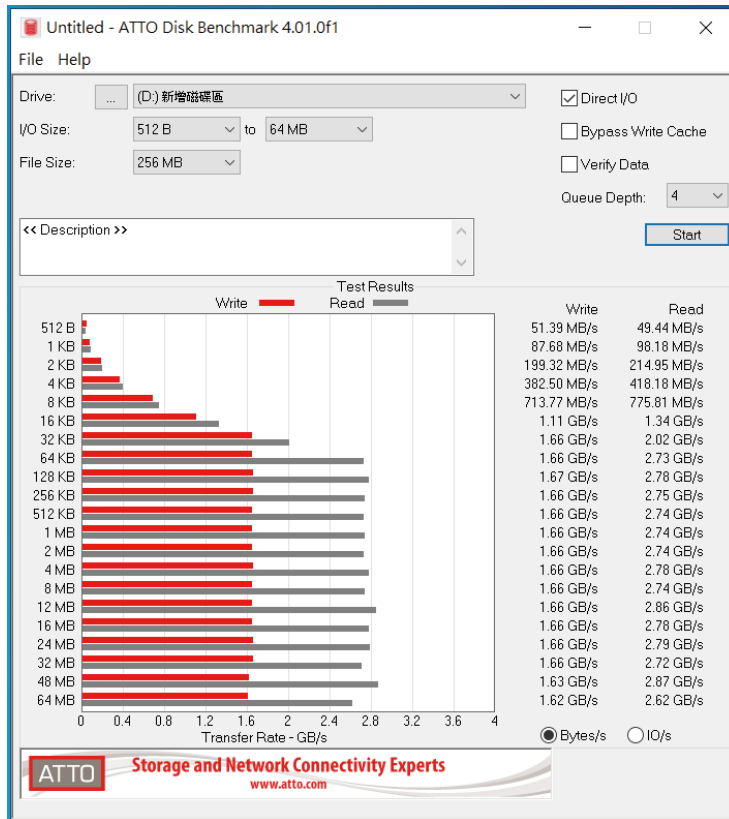 Untitled - ATTO Disk Benchmark 4.01.0f1
File Help
Drive: ... (D:) 新增磁碟區
Direct I/O
I/O Size: 512 B to 64 MB
Bypass Write Cache
File Size: 256 MB
Verify Data
Queue Depth: 4
<< Description >>
Start
Test Results
Write Read Write Read
512 B 51.39 MB/s 49.44 MB/s
1 KB 87.68 MB/s 98.18 MB/s
2 KB 199.32 MB/s 214.95 MB/s
4 KB 382.50 MB/s 418.18 MB/s
8 KB 713.77 MB/s 775.81 MB/s
16 KB 1.11 GB/s 1.34 GB/s
32 KB 1.66 GB/s 2.02 GB/s
64 KB 1.66 GB/s 2.73 GB/s
128 KB 1.67 GB/s 2.78 GB/s
256 KB 1.66 GB/s 2.75 GB/s
512 KB 1.66 GB/s 2.74 GB/s
1 MB 1.66 GB/s 2.74 GB/s
2 MB 1.66 GB/s 2.74 GB/s
4 MB 1.66 GB/s 2.78 GB/s
8 MB 1.66 GB/s 2.74 GB/s
12 MB 1.66 GB/s 2.86 GB/s
16 MB 1.66 GB/s 2.78 GB/s
24 MB 1.66 GB/s 2.79 GB/s
32 MB 1.66 GB/s 2.72 GB/s
48 MB 1.63 GB/s 2.87 GB/s
64 MB 1.62 GB/s 2.62 GB/s
0 0.4 0.8 1.2 1.6 2 2.4 2.8 3.2 3.6 4
Transfer Rate - GB/s
Bytes/s IO/s
ATTO Storage and Network Connectivity Experts
www.atto.com